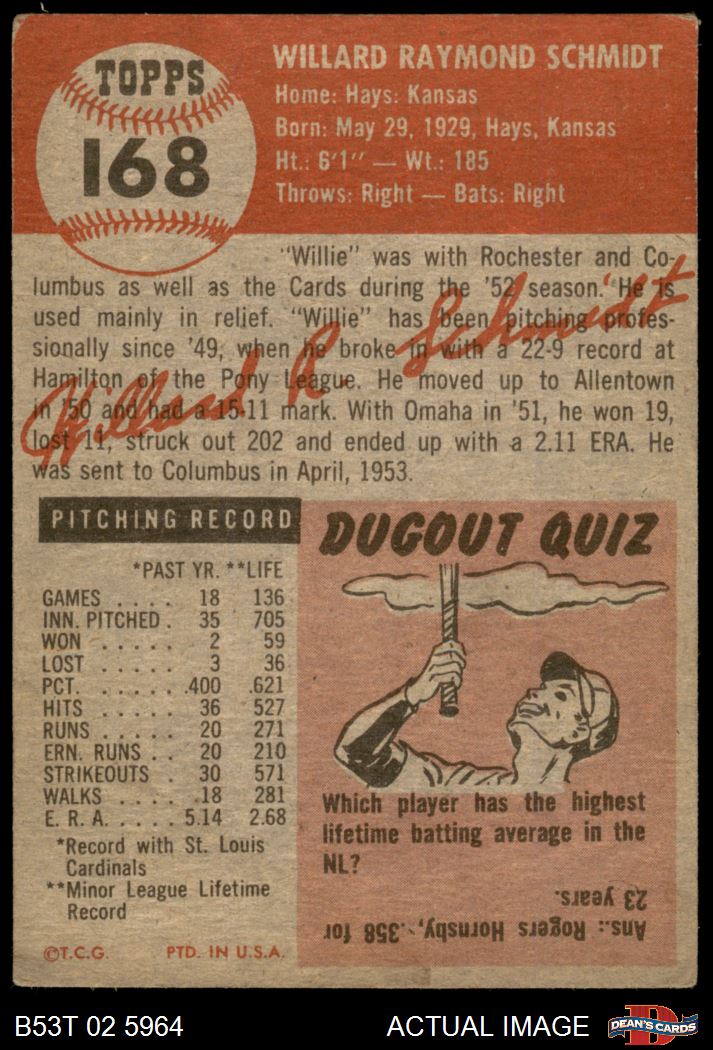 TOPPS
168
WILLARD RAYMOND SCHMIDT
Home: Hays: Kansas
Born: May 29, 1929, Hays, Kansas
Ht.: 6'1" — Wt.: 185
Throws: Right — Bats: Right
"Willie" was with Rochester and Co-
lumbus as well as the Cards during the '52 season. He is
used mainly in relief. "Willie" has been pitching profes-
sionally since '49, when he broke in with a 22-9 record at
Hamilton of the Pony League. He moved up to Allentown
in '50 and had a 15-11 mark. With Omaha in '51, he won 19,
lost 11, struck out 202 and ended up with a 2.11 ERA. He
was sent to Columbus in April, 1953.
Willard R. Schmidt
PITCHING RECORD
*PAST YR. **LIFE
GAMES . . . . 18 136
INN. PITCHED . 35 705
WON . . . . . 2 59
LOST . . . . . 3 36
PCT. . . . . . .400 .621
HITS . . . . . 36 527
RUNS . . . . . 20 271
ERN. RUNS . . 20 210
STRIKEOUTS . 30 571
WALKS . . . . 18 281
E. R. A. . . . . 5.14 2.68
*Record with St. Louis
Cardinals
**Minor League Lifetime
Record
©T.C.G. PTD. IN U.S.A.
DUGOUT QUIZ
Which player has the highest
lifetime batting average in the
NL?
Ans.: Rogers Hornsby, .358 for
23 years.
B53T 02 5964
ACTUAL IMAGE
D
DEAN'S CARDS